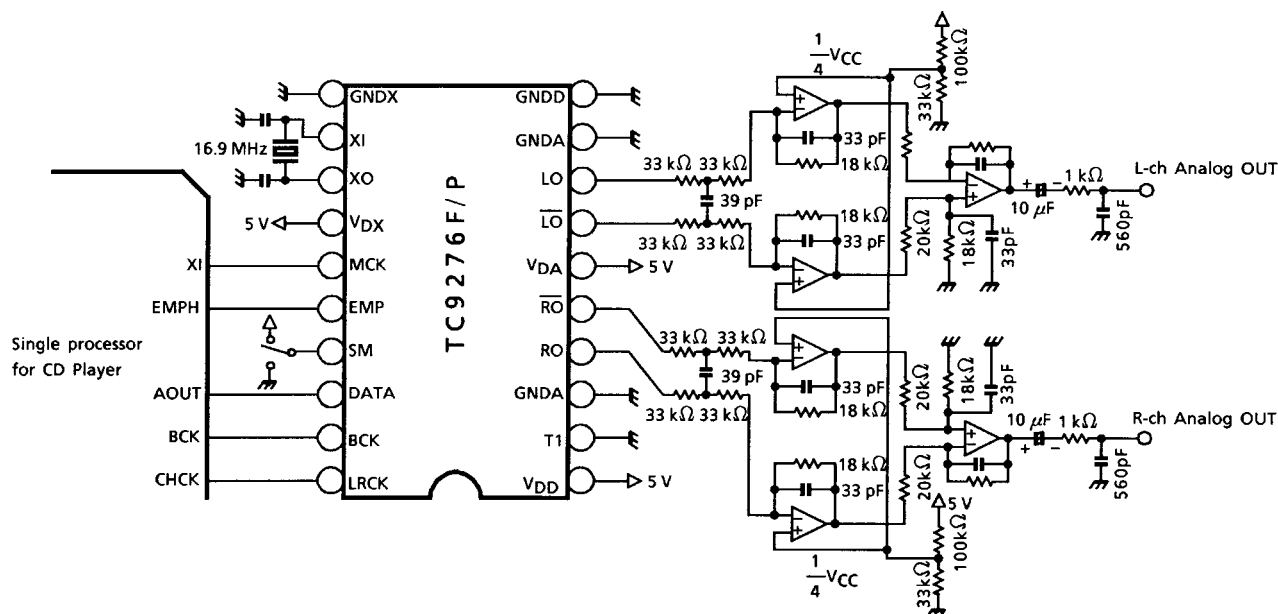 1/4 VCC
100kΩ
33kΩ
GNDX
GNDD
16.9 MHz
XI
GNDA
33 pF
18 kΩ
XO
LO
33 kΩ 33 kΩ
39 pF
L-ch Analog OUT
1 kΩ
+ −
10 μF
560pF
5 V
VDX
LO
33 kΩ 33 kΩ
18 kΩ
33 pF
20kΩ
18kΩ
33pF
XI
MCK
VDA
5 V
TC9276F/P
EMPH
EMP
RO
Single processor
for CD Player
SM
RO
33 kΩ 33 kΩ
39 pF
33 kΩ 33 kΩ
33 pF
18 kΩ
20kΩ
18kΩ
33pF
AOUT
DATA
GNDA
10 μF
1 kΩ
+ −
R-ch Analog OUT
560pF
BCK
BCK
T1
18 kΩ
33 pF
20kΩ
CHCK
LRCK
VDD
5 V
5 V
100kΩ
33kΩ
1/4 VCC